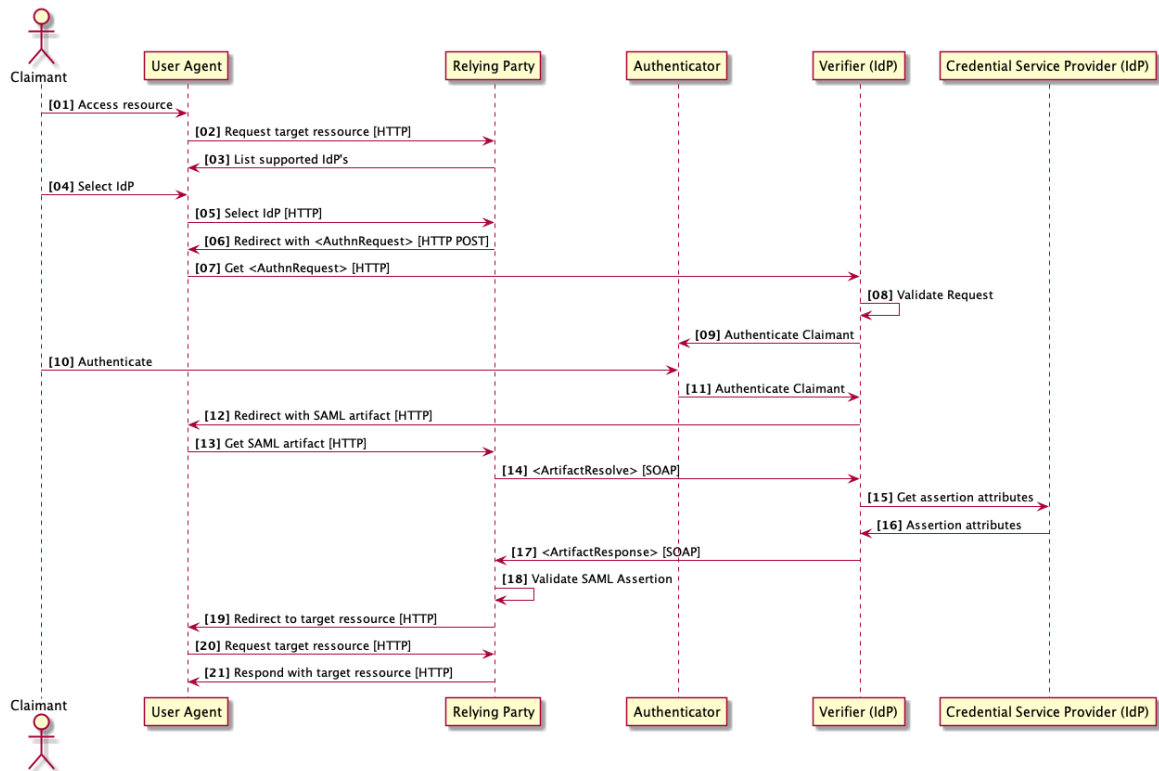 Claimant
User Agent
Relying Party
Authenticator
Verifier (IdP)
Credential Service Provider (IdP)
[01] Access resource
[02] Request target ressource [HTTP]
[03] List supported IdP's
[04] Select IdP
[05] Select IdP [HTTP]
[06] Redirect with <AuthnRequest> [HTTP POST]
[07] Get <AuthnRequest> [HTTP]
[08] Validate Request
[09] Authenticate Claimant
[10] Authenticate
[11] Authenticate Claimant
[12] Redirect with SAML artifact [HTTP]
[13] Get SAML artifact [HTTP]
[14] <ArtifactResolve> [SOAP]
[15] Get assertion attributes
[16] Assertion attributes
[17] <ArtifactResponse> [SOAP]
[18] Validate SAML Assertion
[19] Redirect to target ressource [HTTP]
[20] Request target ressource [HTTP]
[21] Respond with target ressource [HTTP]
Claimant
User Agent
Relying Party
Authenticator
Verifier (IdP)
Credential Service Provider (IdP)